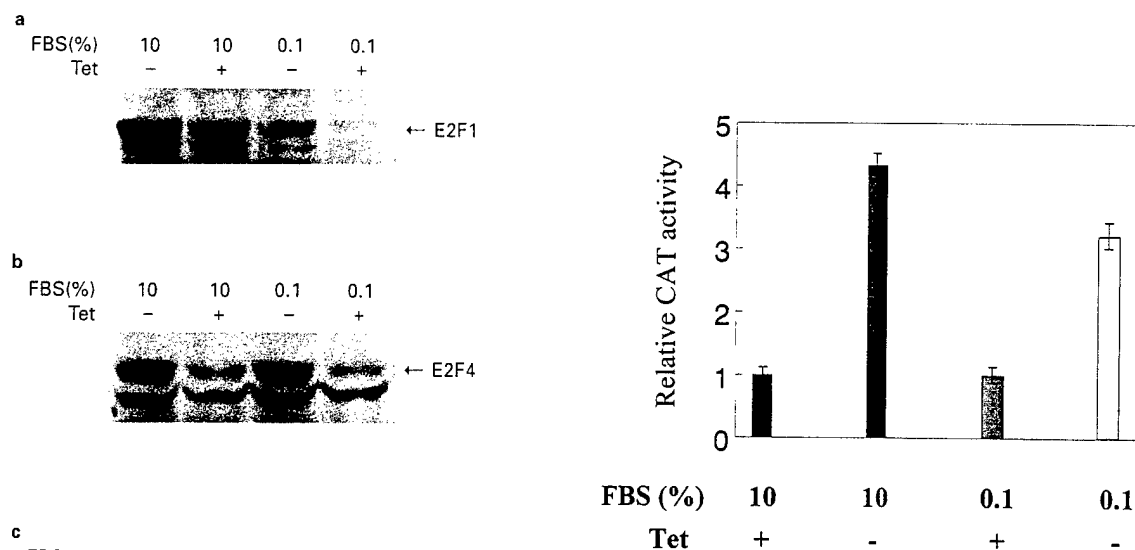 a
FBS(%) 10 10 0.1 0.1
Tet − + − +
← E2F1
b
FBS(%) 10 10 0.1 0.1
Tet − + − +
← E2F4
c
Relative CAT activity
5
4
3
2
1
0
FBS (%) 10 10 0.1 0.1
Tet + - + -